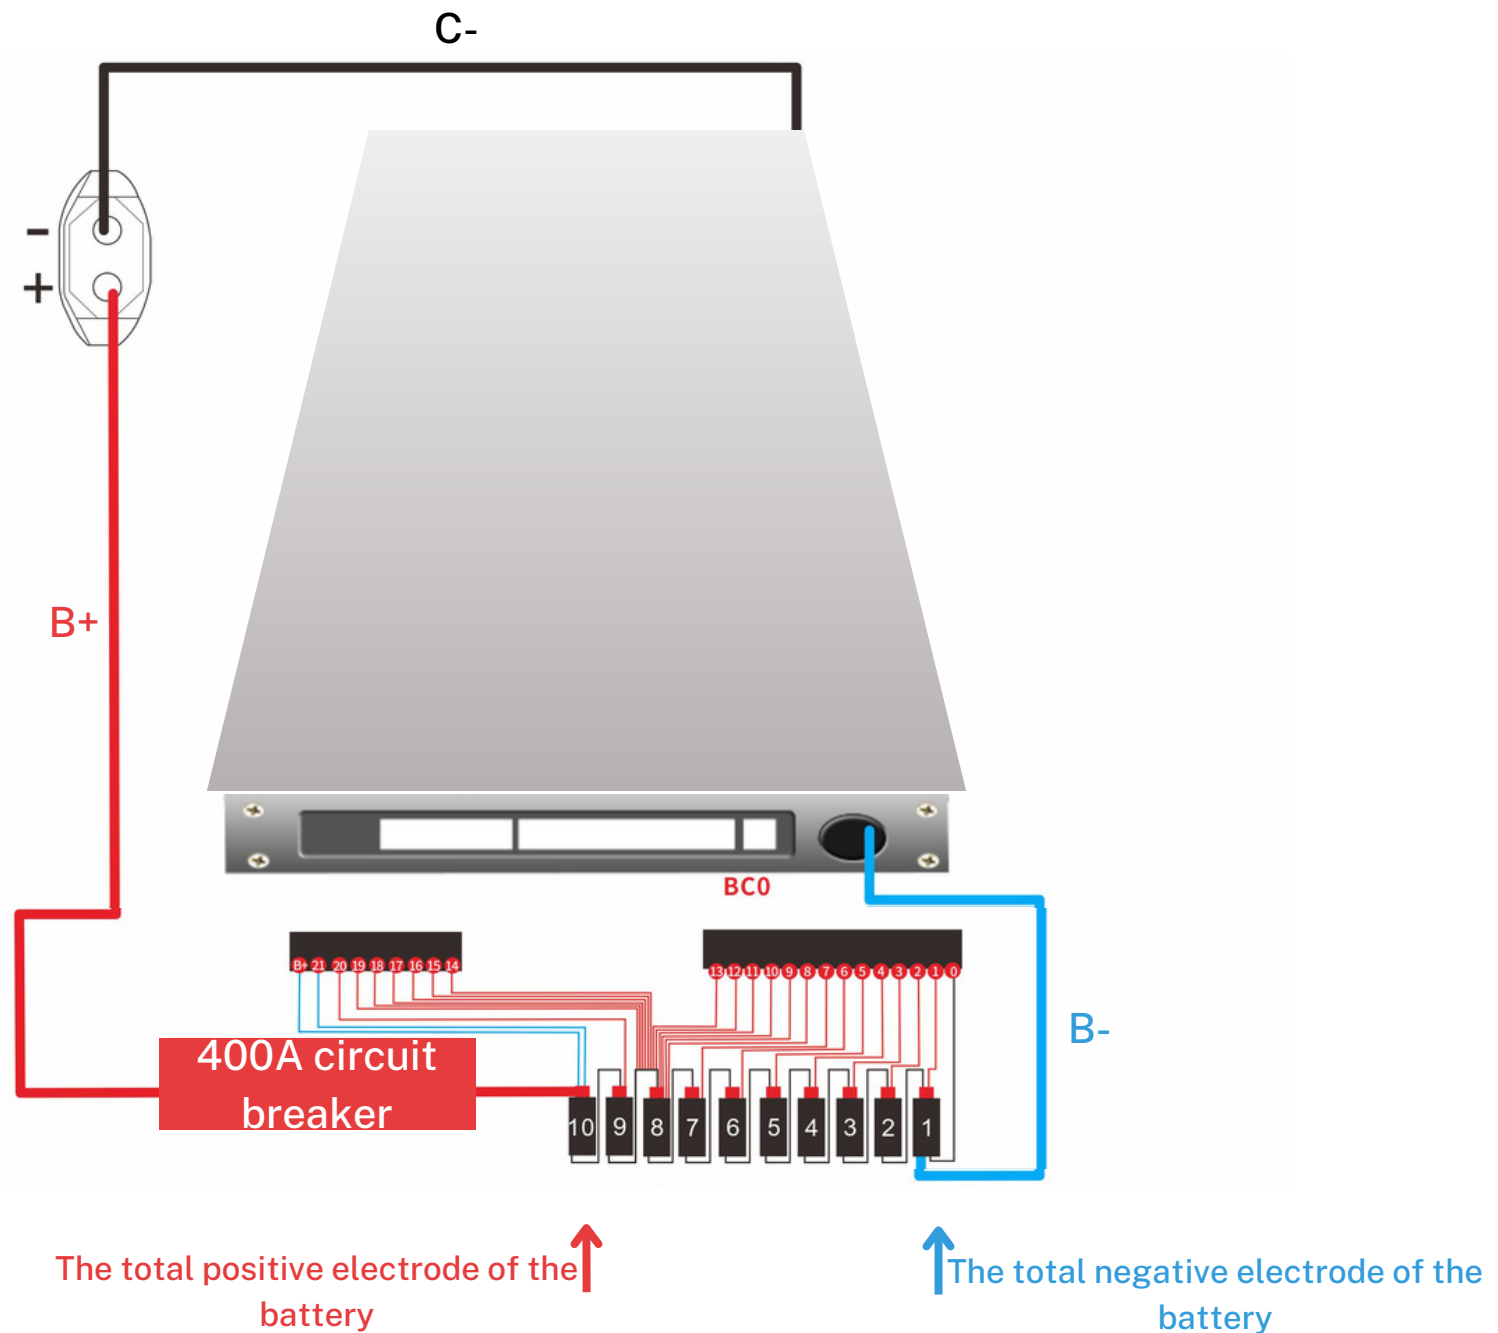 C-
-
+
B+
BC0
B+ 21 20 19 18 17 16 15 14
13 12 11 10 9 8 7 6 5 4 3 2 1 0
B-
400A circuit
breaker
10 9 8 7 6 5 4 3 2 1
The total positive electrode of the
battery
The total negative electrode of the
battery